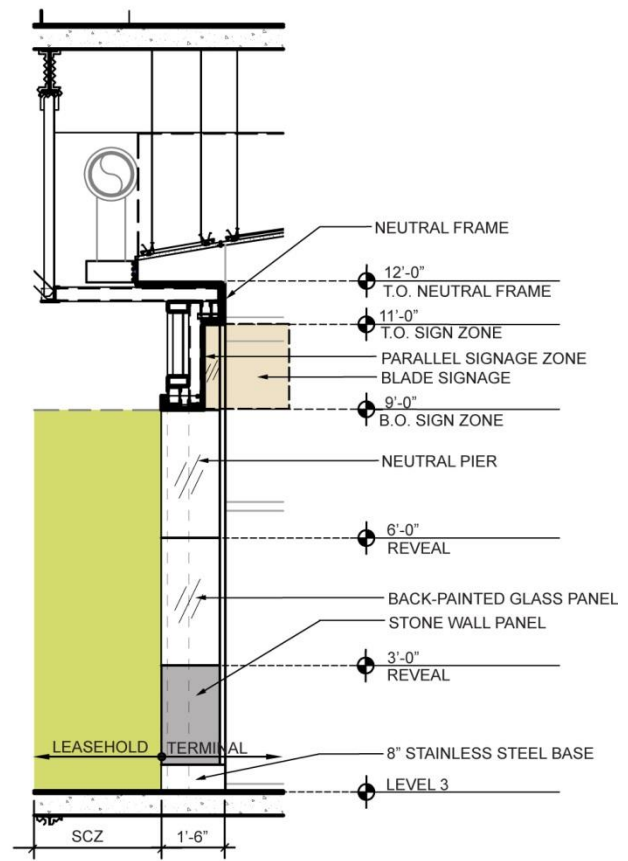 NEUTRAL FRAME
12'-0"
T.O. NEUTRAL FRAME
11'-0"
T.O. SIGN ZONE
PARALLEL SIGNAGE ZONE
BLADE SIGNAGE
9'-0"
B.O. SIGN ZONE
NEUTRAL PIER
6'-0"
REVEAL
BACK-PAINTED GLASS PANEL
STONE WALL PANEL
3'-0"
REVEAL
LEASEHOLD TERMINAL
8" STAINLESS STEEL BASE
LEVEL 3
SCZ 1'-6"